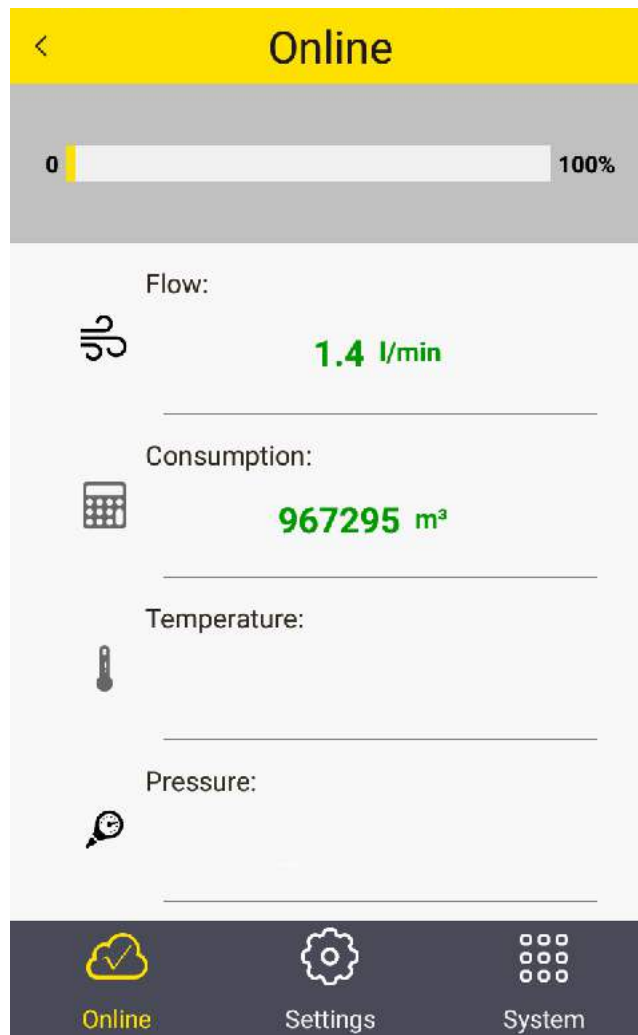 Online
0 100%
Flow:
1.4 l/min
Consumption:
967295 m³
Temperature:
Pressure:
Online Settings System